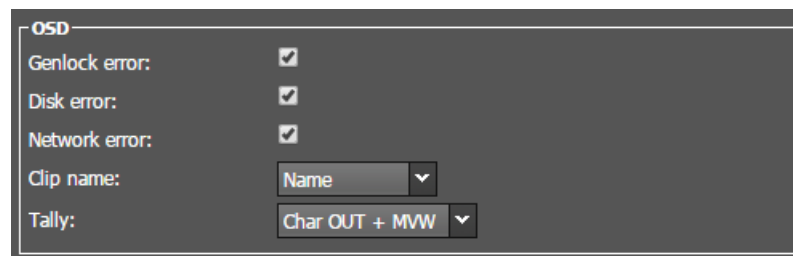 OSD
Genlock error:
Disk error:
Network error:
Clip name: Name
Tally: Char OUT + MVW